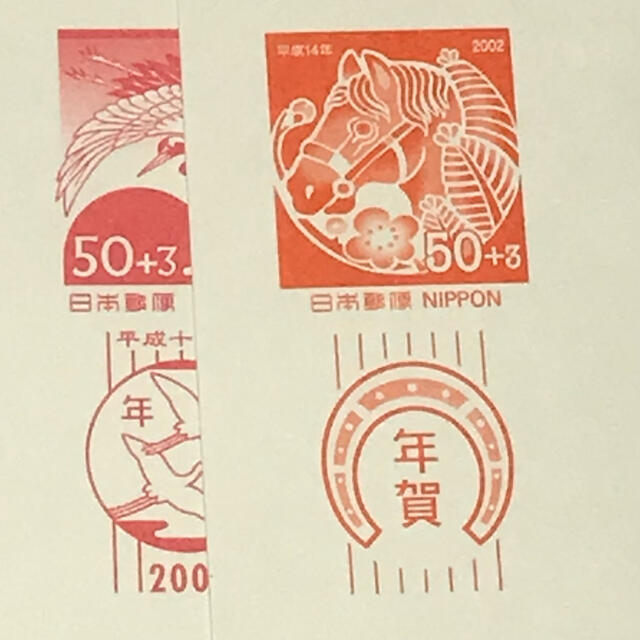 50+3
日本郵便
平成十
年
200
平成14年 2002
50+3
日本郵便 NIPPON
年
賀